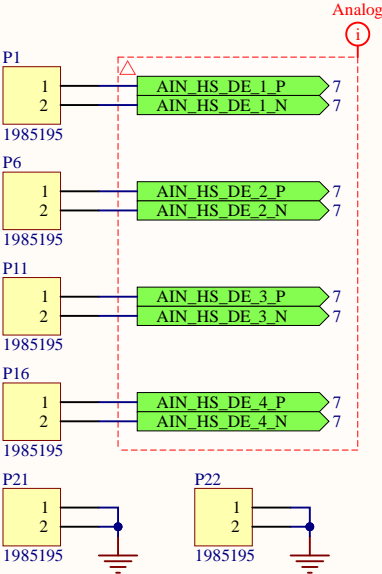 Analog
i
P1
1 AIN_HS_DE_1_P 7
2 AIN_HS_DE_1_N 7
1985195
P6
1 AIN_HS_DE_2_P 7
2 AIN_HS_DE_2_N 7
1985195
P11
1 AIN_HS_DE_3_P 7
2 AIN_HS_DE_3_N 7
1985195
P16
1 AIN_HS_DE_4_P 7
2 AIN_HS_DE_4_N 7
1985195
P21 P22
1 1
2 2
1985195 1985195